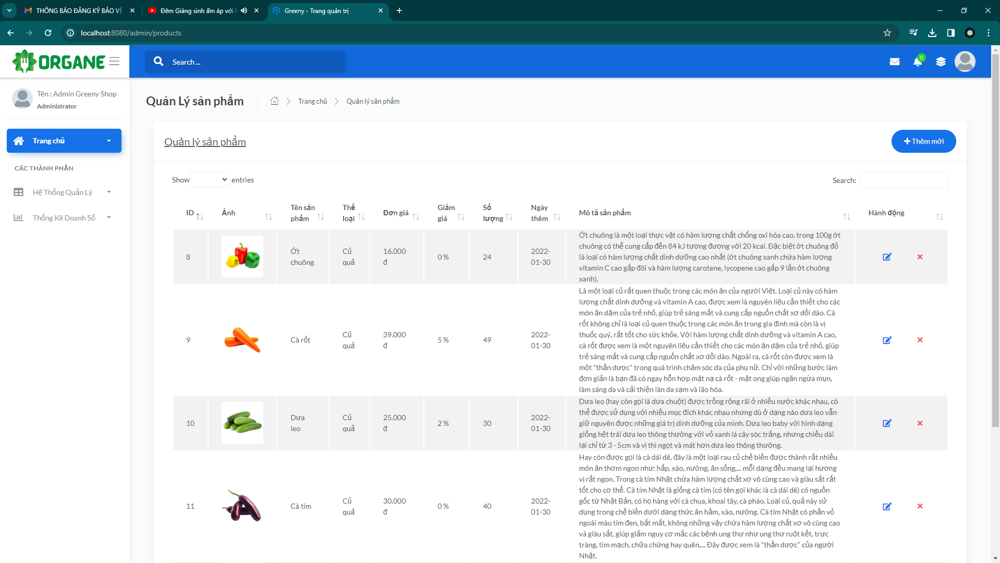 THÔNG BÁO ĐĂNG KÝ BẢO VỆ
Đêm Giáng sinh ấm áp với
Greeny - Trang quản trị
localhost:8080/admin/products
ORGANE
Search ...
0
Tên : Admin Greeny Shop
Administrator
Trang chủ
CÁC THÀNH PHẦN
Hệ Thống Quản Lý
Thống Kê Doanh Số
Quản Lý sản phẩm
Trang chủ
Quản lý sản phẩm
Quản lý sản phẩm
Thêm mới
Show
entries
Search:
ID
Ảnh
Tên sản
phẩm
Thể
loại
Đơn giá
Giảm
giá
Số
lượng
Ngày
thêm
Mô tả sản phẩm
Hành động
8
Ớt
chuông
Củ
quả
16.000
đ
0 %
24
2022-
01-30
Ớt chuông là một loại thực vật có hàm lượng chất chống oxi hóa cao, trong 100g ớt
chuông có thể cung cấp đến 84 kJ tương đương với 20 kcal. Đặc biệt ớt chuông đỏ
là loại có hàm lượng chất dinh dưỡng cao nhất (ớt chuông xanh chứa hàm lượng
vitamin C cao gấp đôi và hàm lượng carotene, lycopene cao gấp 9 lần ớt chuông
xanh).
9
Cà rốt
Củ
quả
39.000
đ
5 %
49
2022-
01-30
Là một loại củ rất quen thuộc trong các món ăn của người Việt. Loại củ này có hàm
lượng chất dinh dưỡng và vitamin A cao, được xem là nguyên liệu cần thiết cho các
món ăn dặm của trẻ nhỏ, giúp trẻ sáng mắt và cung cấp nguồn chất xơ dồi dào. Cà
rốt không chỉ là loại củ quen thuộc trong các món ăn trong gia đình mà còn là vị
thuốc quý, rất tốt cho sức khỏe. Với hàm lượng chất dinh dưỡng và vitamin A cao,
cà rốt được xem là một nguyên liệu cần thiết cho các món ăn dặm của trẻ nhỏ, giúp
trẻ sáng mắt và cung cấp nguồn chất xơ dồi dào. Ngoài ra, cà rốt còn được xem là
một "thần dược" trong quá trình chăm sóc da của phụ nữ. Chỉ với những bước làm
đơn giản là bạn đã có ngay hỗn hợp mặt nạ cà rốt - mật ong giúp ngăn ngừa mụn,
làm sáng da và cải thiện làn da sạm và lão hóa.
10
Dưa
leo
Củ
quả
25.000
đ
2 %
30
2022-
01-30
Dưa leo (hay còn gọi là dưa chuột) được trồng rộng rãi ở nhiều nước khác nhau, có
thể được sử dụng với nhiều mục đích khác nhau nhưng dù ở dạng nào dưa leo vẫn
giữ nguyên được những giá trị dinh dưỡng của mình. Dưa leo baby với hình dạng
giống hệt trái dưa leo thông thường với vỏ xanh lá cây sọc trắng, nhưng chiều dài
lại chỉ từ 3 - 5cm và vị thì ngọt và mát hơn dưa leo thông thường.
11
Cà tím
Củ
quả
30.000
đ
0 %
40
2022-
01-30
Hay còn được gọi là cà dái dê, đây là một loại rau củ chế biến được thành rất nhiều
món ăn thơm ngon như: hấp, xào, nướng, ăn sống,... mỗi dạng đều mang lại hương
vị rất ngon. Trong cà tím Nhật chứa hàm lượng chất xơ vô cùng cao và giàu sắt rất
tốt cho cơ thể. Cà tím Nhật là giống cà tím (có tên gọi khác là cà dái dê) có nguồn
gốc từ Nhật Bản, có họ hàng với cà chua, khoai tây, cà pháo. Loại củ, quả này sử
dụng trong chế biến dưới dạng thức ăn hầm, xào, nướng. Cà tím Nhật có phần vỏ
ngoài màu tím đen, bắt mắt, không những vậy chứa hàm lượng chất xơ vô cùng cao
và giàu sắt, giúp giảm nguy cơ mắc các bệnh ung thư như ung thư ruột kết, trực
tràng, tim mạch, chữa chứng hay quên,... Đây được xem là "thần dược" của người
Nhật.